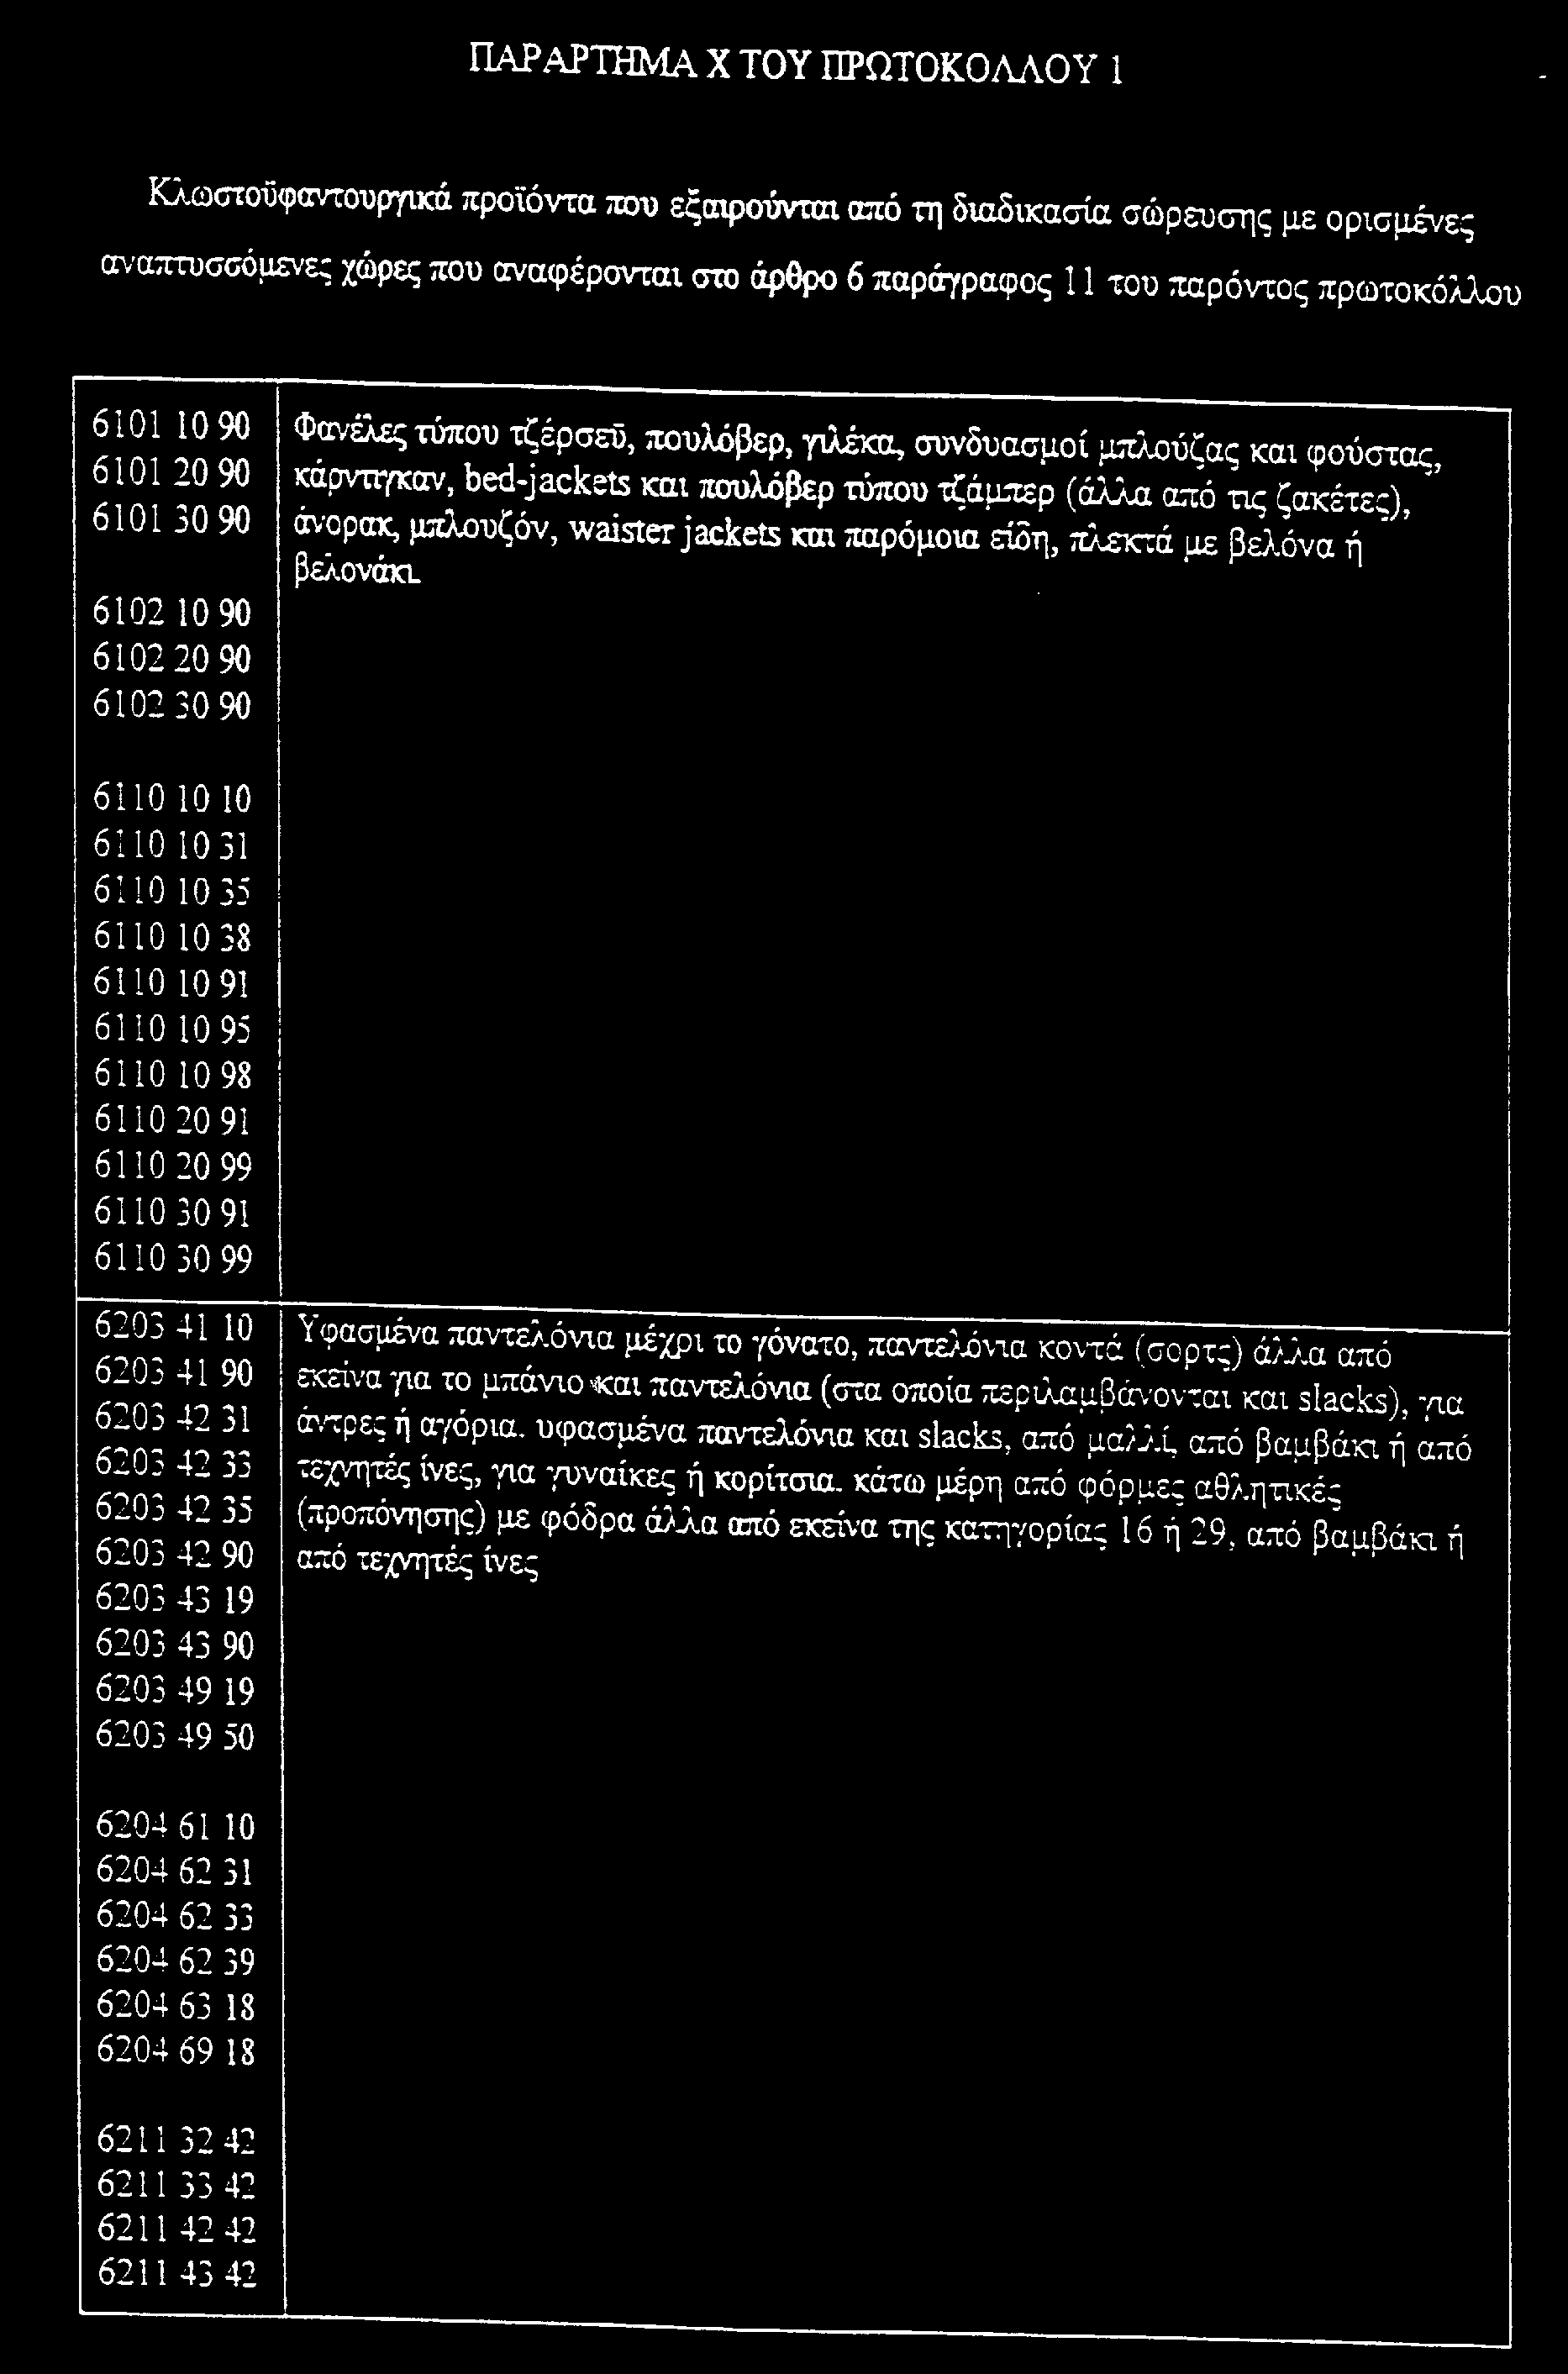 ΠΑΡΑΡΤΗΜΑ Χ ΤΟΥ ΠΡΩΤΟΚΟΛΛΟΥ 1
Κλωστοϋφαντουργικά προϊόντα που εξαιρούνται από τη διαδικασία σώρευσης με ορισμένες
αναπτυσσόμενες χώρες που αναφέρονται στο άρθρο 6 παράγραφος 11 του παρόντος πρωτοκόλλου
6101 10 90
6101 20 90
6101 30 90
6102 10 90
6102 20 90
6102 30 90
6110 10 10
6110 10 31
6110 10 35
6110 10 38
6110 10 91
6110 10 95
6110 10 98
6110 20 91
6110 20 99
6110 30 91
6110 30 99
Φανέλες τύπου τζέρσεϋ, πουλόβερ, γιλέκα, συνδυασμοί μπλούζας και φούστας,
κάρντιγκαν, bed-jackets και πουλόβερ τύπου τζάμπερ (άλλα από τις ζακέτες),
άνορακ, μπλουζόν, waister jackets και παρόμοια είδη, πλεκτά με βελόνα ή
βελονάκι.
6203 41 10
6203 41 90
6203 42 31
6203 42 33
6203 42 35
6203 42 90
6203 43 19
6203 43 90
6203 49 19
6203 49 50
6204 61 10
6204 62 31
6204 62 33
6204 62 39
6204 63 18
6204 69 18
6211 32 42
6211 33 42
6211 42 42
6211 43 42
Υφασμένα παντελόνια μέχρι το γόνατο, παντελόνια κοντά (σορτς) άλλα από
εκείνα για το μπάνιο και παντελόνια (στα οποία περιλαμβάνονται και slacks), για
άντρες ή αγόρια. υφασμένα παντελόνια και slacks, από μαλλί, από βαμβάκι ή από
τεχνητές ίνες, για γυναίκες ή κορίτσια. κάτω μέρη από φόρμες αθλητικές
(προπόνησης) με φόδρα άλλα από εκείνα της κατηγορίας 16 ή 29, από βαμβάκι ή
από τεχνητές ίνες